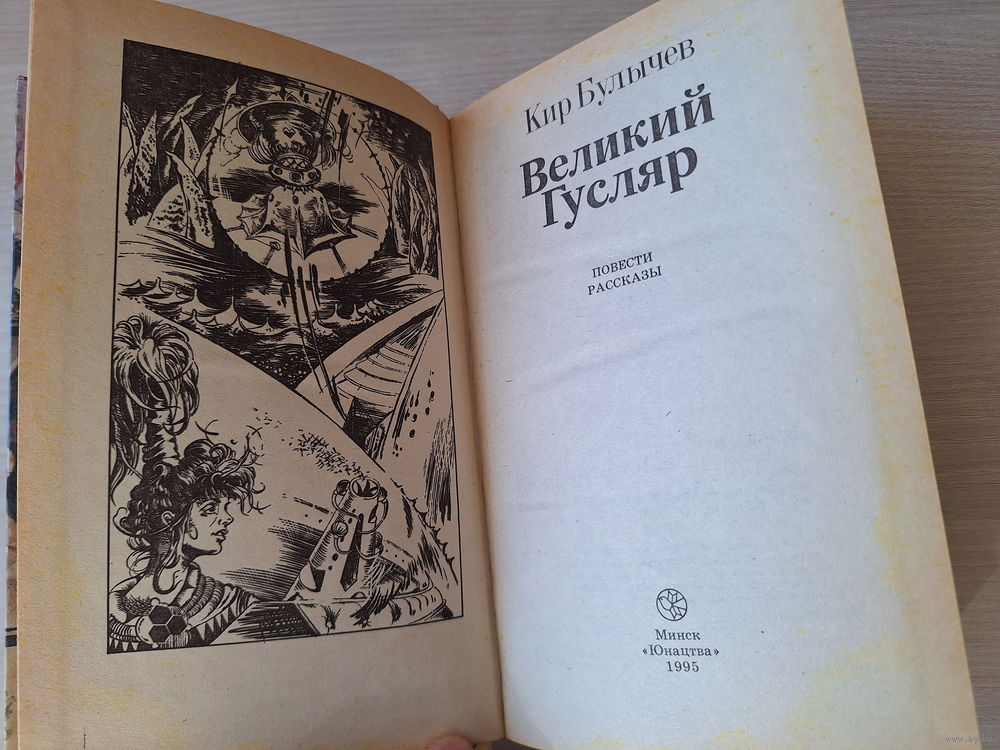 Кир Булычев
Великий
Гусляр
ПОВЕСТИ
РАССКАЗЫ
Минск
«Юнацтва»
1995